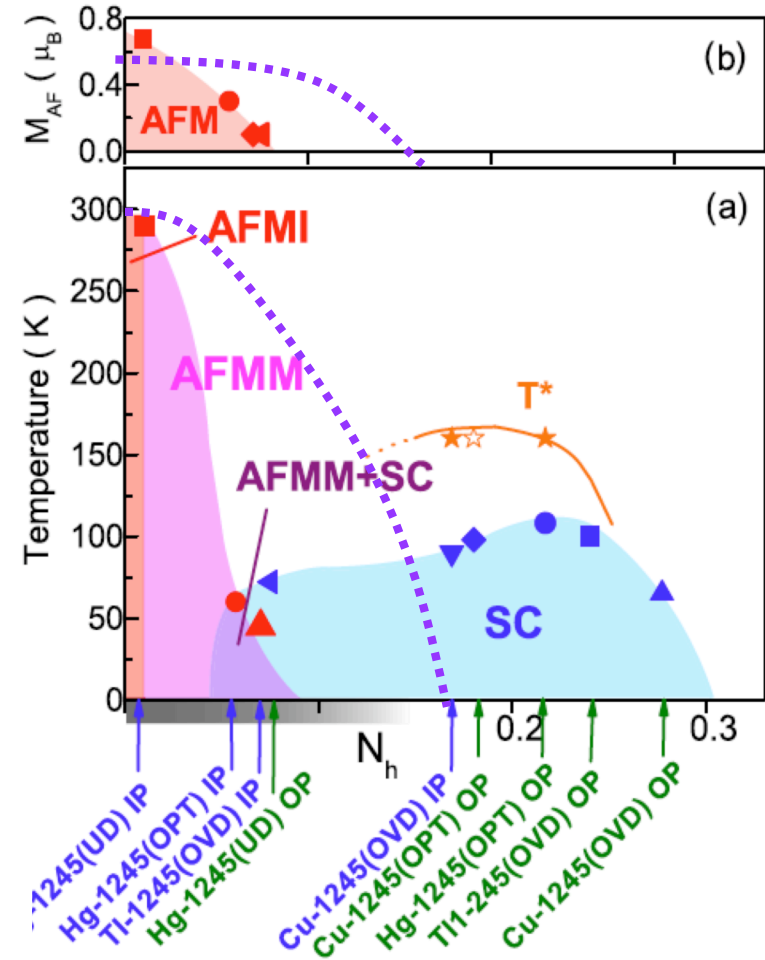 0.8
(b)
M_AF ( μ_B )
0.4
AFM
0.0
(a)
300
AFMI
250
Temperature ( K )
200
AFMM
T*
150
AFMM+SC
100
SC
50
0
N_h
0.2
0.3
-1245(UD) IP
Hg-1245(OPT) IP
Tl-1245(OVD) IP
Hg-1245(UD) OP
Cu-1245(OVD) IP
Cu-1245(OPT) OP
Hg-1245(OPT) OP
Tl1-245(OVD) OP
Cu-1245(OVD) OP